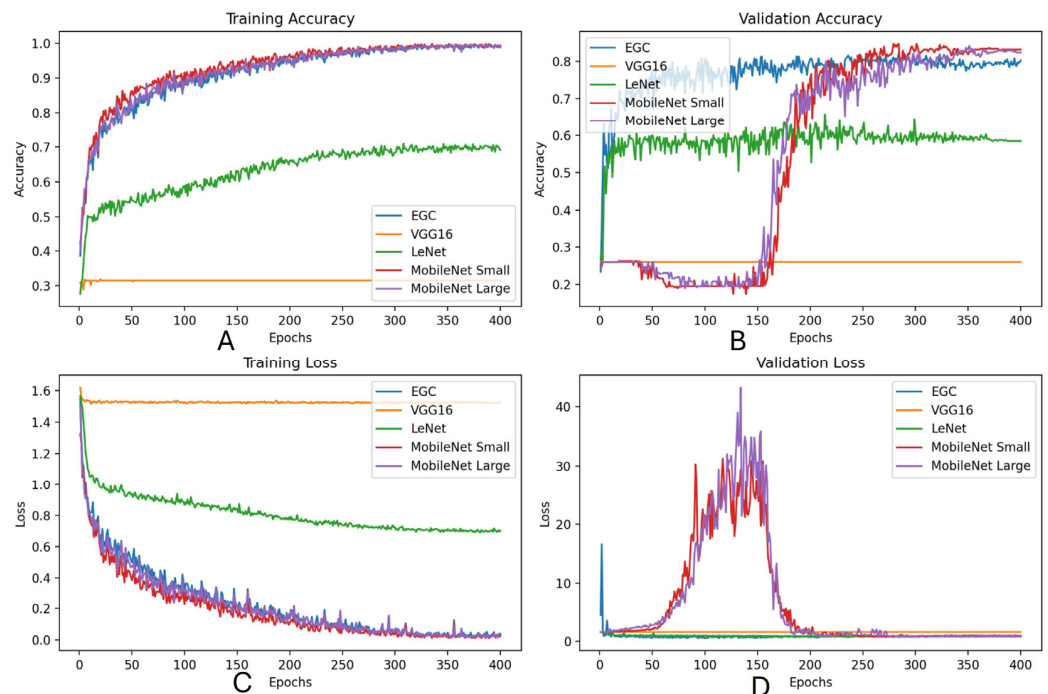 Training Accuracy
Accuracy
1.0
0.9
0.8
0.7
0.6
0.5
0.4
0.3
EGC
VGG16
LeNet
MobileNet Small
MobileNet Large
0 50 100 150 200 250 300 350 400
Epochs
A
Validation Accuracy
Accuracy
0.8
0.7
0.6
0.5
0.4
0.3
0.2
EGC
VGG16
LeNet
MobileNet Small
MobileNet Large
0 50 100 150 200 250 300 350 400
Epochs
B
Training Loss
Loss
1.6
1.4
1.2
1.0
0.8
0.6
0.4
0.2
0.0
EGC
VGG16
LeNet
MobileNet Small
MobileNet Large
0 50 100 150 200 250 300 350 400
Epochs
C
Validation Loss
Loss
40
30
20
10
0
EGC
VGG16
LeNet
MobileNet Small
MobileNet Large
0 50 100 150 200 250 300 350 400
Epochs
D